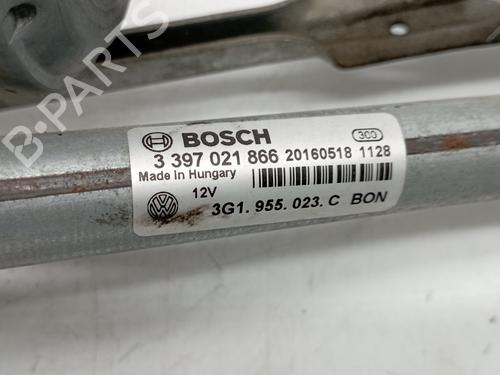 BOSCH 300
3 397 021 866 20160518 1128
Made In Hungary
12V
3G1. 955. 023. C BON
B-PARTS